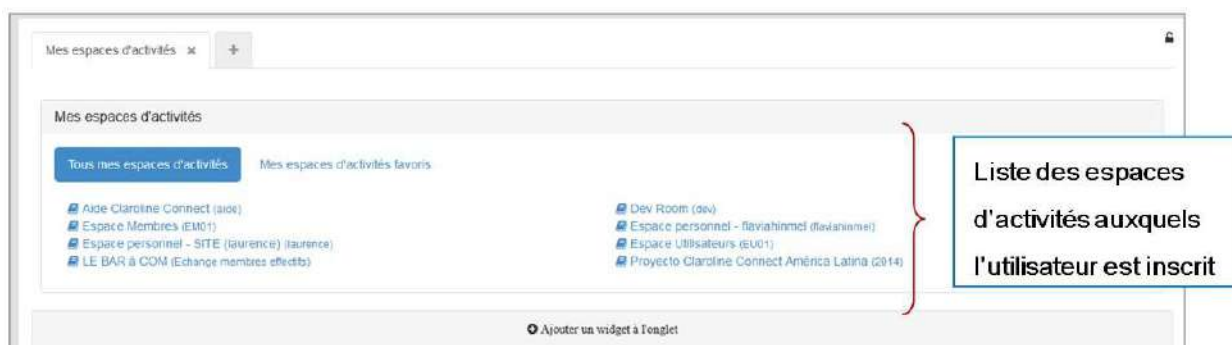 Mes espaces d'activités ×
+
Mes espaces d'activités
Tous mes espaces d'activités
Mes espaces d'activités favoris
Aide Claroline Connect (aide)
Espace Membres (EM01)
Espace personnel - SITE (laurence) (laurence)
LE BAR à COM (Echange membres effectifs)
Dev Room (dev)
Espace personnel - flaviahinmel (flaviahinmel)
Espace Utilisateurs (EU01)
Proyecto Claroline Connect América Latina (2014)
Ajouter un widget à l'onglet
Liste des espaces
d'activités auxquels
l'utilisateur est inscrit